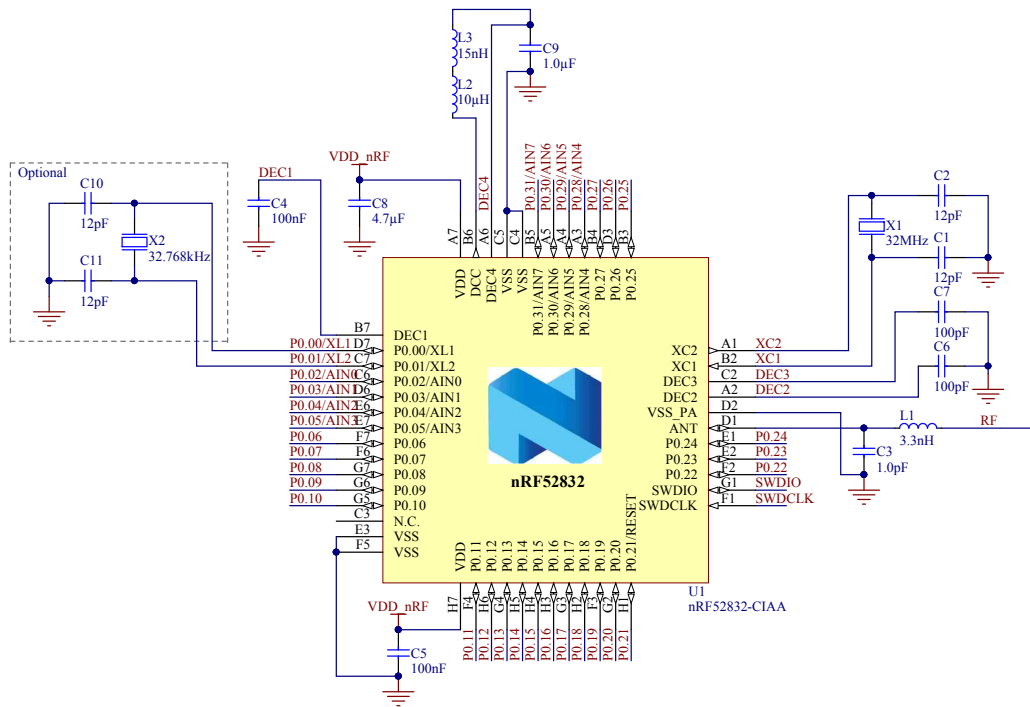 L3
15nH
L2
10µH
C9
1.0µF
Optional
C10
12pF
X2
32.768kHz
C11
12pF
DEC1
C4
100nF
VDD_nRF
C8
4.7µF
DEC4
P0.31/AIN7
P0.30/AIN6
P0.29/AIN5
P0.28/AIN4
P0.27
P0.26
P0.25
A7
B6
A6
C5
C4
B5
A5
A4
A3
B4
D3
B3
VDD
DCC
DEC4
VSS
VSS
P0.31/AIN7
P0.30/AIN6
P0.29/AIN5
P0.28/AIN4
P0.27
P0.26
P0.25
C2
12pF
X1
32MHz
C1
12pF
C7
100pF
C6
100pF
B7 DEC1
P0.00/XL1 D7 P0.00/XL1
P0.01/XL2 C7 P0.01/XL2
P0.02/AIN0 C6 P0.02/AIN0
P0.03/AIN1 D6 P0.03/AIN1
P0.04/AIN2 E6 P0.04/AIN2
P0.05/AIN3 E7 P0.05/AIN3
P0.06 F7 P0.06
P0.07 F6 P0.07
P0.08 G7 P0.08
P0.09 G6 P0.09
P0.10 G5 P0.10
C3 N.C.
E3 VSS
F5 VSS
nRF52832
XC2 A1 XC2
XC1 B2 XC1
DEC3 C2 DEC3
DEC2 A2 DEC2
VSS_PA D2
ANT D1
P0.24 E1 P0.24
P0.23 E2 P0.23
P0.22 F2 P0.22
SWDIO G1 SWDIO
SWDCLK F1 SWDCLK
L1
3.3nH
RF
C3
1.0pF
VDD
P0.11
P0.12
P0.13
P0.14
P0.15
P0.16
P0.17
P0.18
P0.19
P0.20
P0.21/RESET
H7
F4
H6
G4
H5
H4
H3
G3
H2
F3
G2
H1
P0.11
P0.12
P0.13
P0.14
P0.15
P0.16
P0.17
P0.18
P0.19
P0.20
P0.21
U1
nRF52832-CIAA
VDD_nRF
C5
100nF